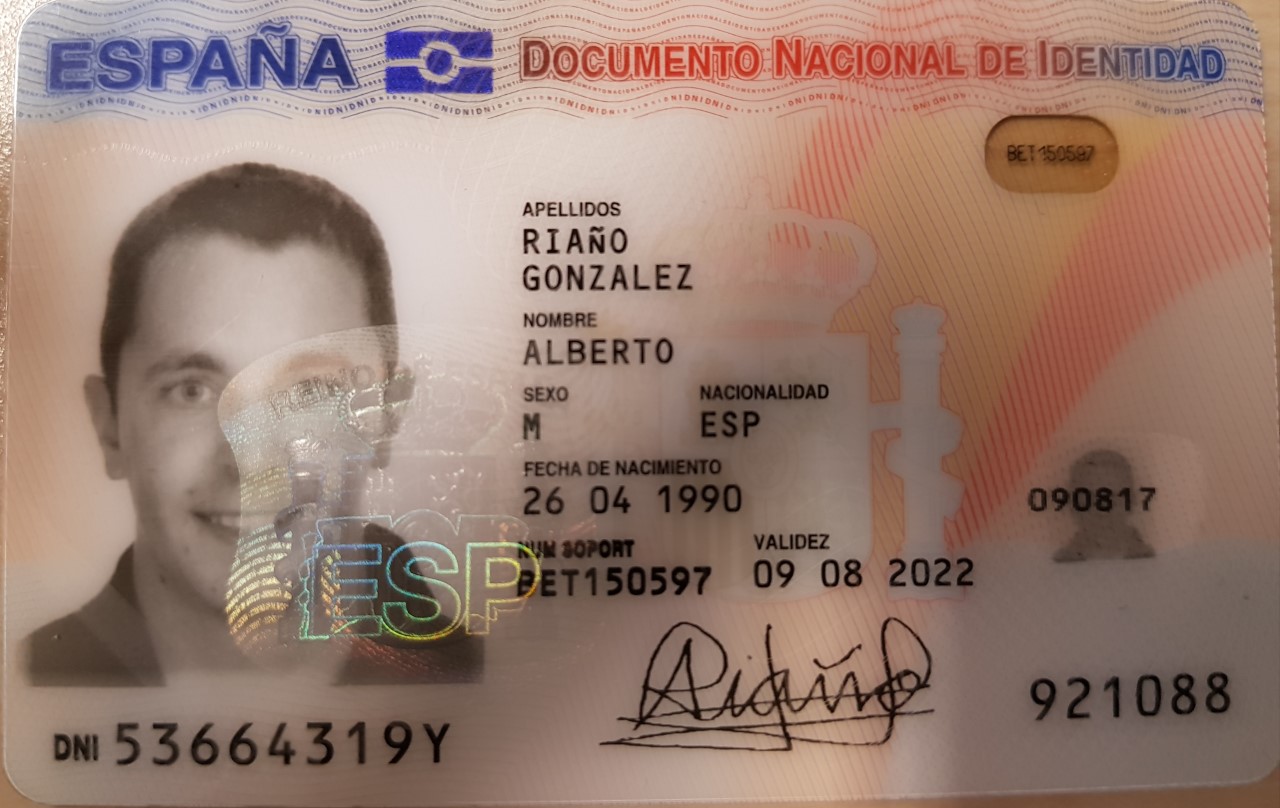 ESPAÑA DOCUMENTO NACIONAL DE IDENTIDAD
BET150597
APELLIDOS
RIAÑO
GONZALEZ
NOMBRE
ALBERTO
SEXO NACIONALIDAD
M ESP
FECHA DE NACIMIENTO
26 04 1990
090817
NUM SOPORT VALIDEZ
BET150597 09 08 2022
ESP
Riaño
921088
DNI 53664319Y